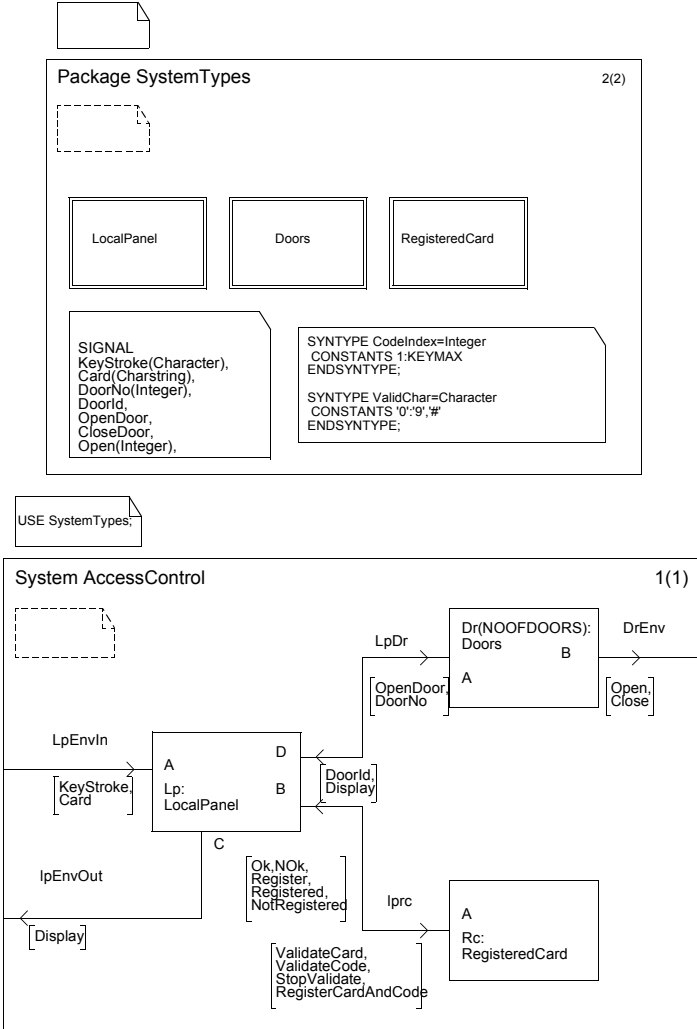 Package SystemTypes
2(2)
LocalPanel
Doors
RegisteredCard
SIGNAL
KeyStroke(Character),
Card(Charstring),
DoorNo(Integer),
DoorId,
OpenDoor,
CloseDoor,
Open(Integer),
SYNTYPE CodeIndex=Integer
CONSTANTS 1:KEYMAX
ENDSYNTYPE;
SYNTYPE ValidChar=Character
CONSTANTS '0':'9','#'
ENDSYNTYPE;
USE SystemTypes;
System AccessControl
1(1)
LpDr
Dr(NOOFDOORS):
Doors
B
A
DrEnv
OpenDoor,
DoorNo
Open,
Close
LpEnvIn
KeyStroke,
Card
A
D
Lp:
LocalPanel
B
C
DoorId,
Display
lpEnvOut
Display
Ok,NOk,
Register,
Registered,
NotRegistered
lprc
A
Rc:
RegisteredCard
ValidateCard,
ValidateCode,
StopValidate,
RegisterCardAndCode